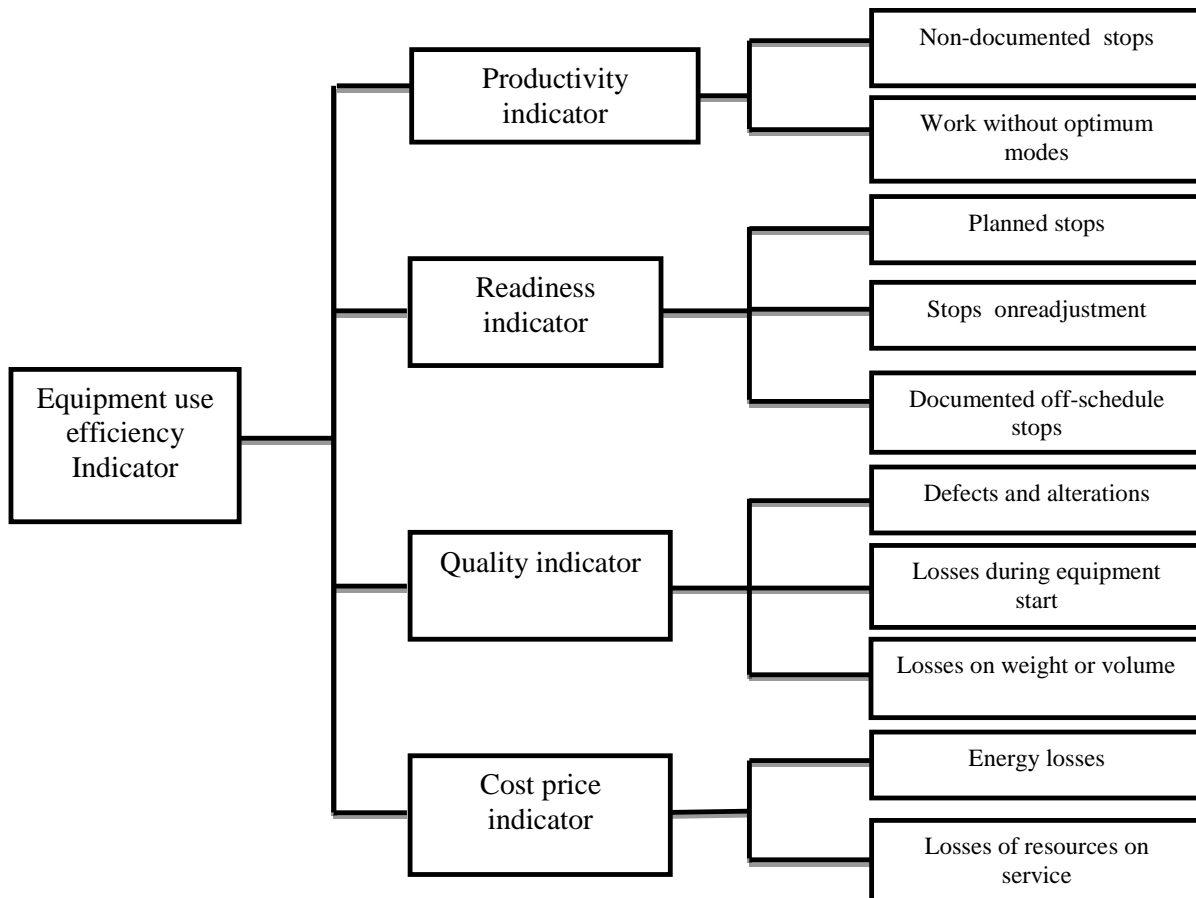 Equipment use
efficiency
Indicator
Productivity
indicator
Non-documented stops
Work without optimum
modes
Readiness
indicator
Planned stops
Stops onreadjustment
Documented off-schedule
stops
Quality indicator
Defects and alterations
Losses during equipment
start
Losses on weight or volume
Cost price
indicator
Energy losses
Losses of resources on
service